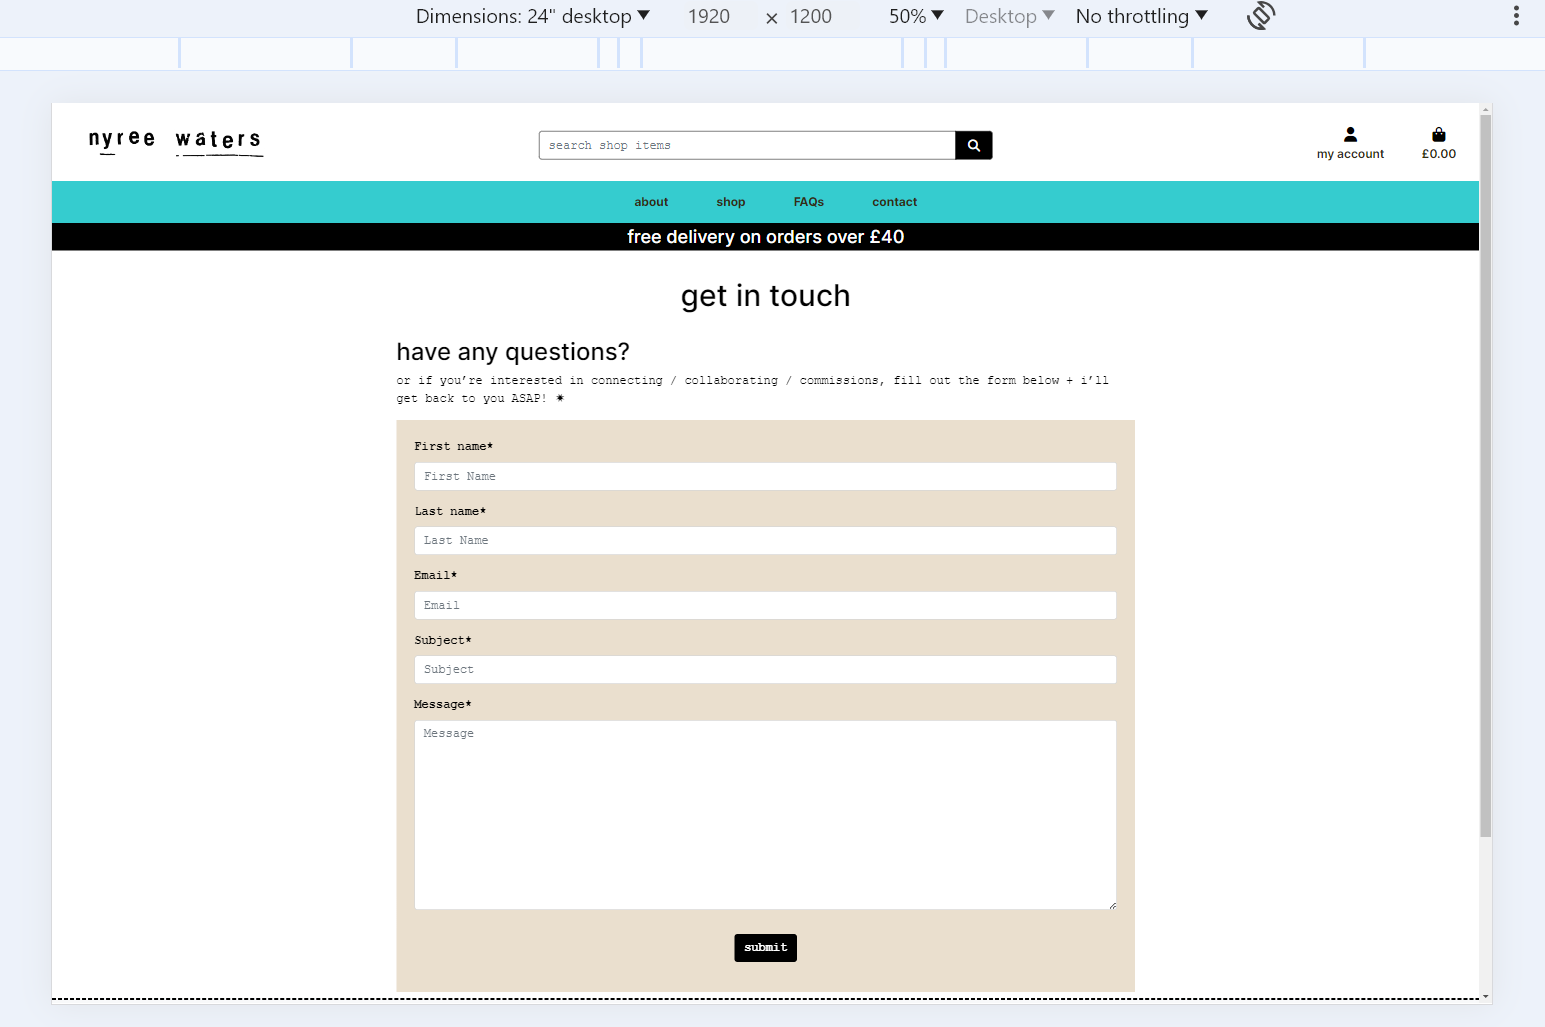 Dimensions: 24" desktop ▼ 1920 × 1200 50% ▼ Desktop ▼ No throttling ▼
nyree waters
search shop items
my account
£0.00
about shop FAQs contact
free delivery on orders over £40
get in touch
have any questions?
or if you’re interested in connecting / collaborating / commissions, fill out the form below + i’ll
get back to you ASAP! ✷
First name*
First Name
Last name*
Last Name
Email*
Email
Subject*
Subject
Message*
Message
submit